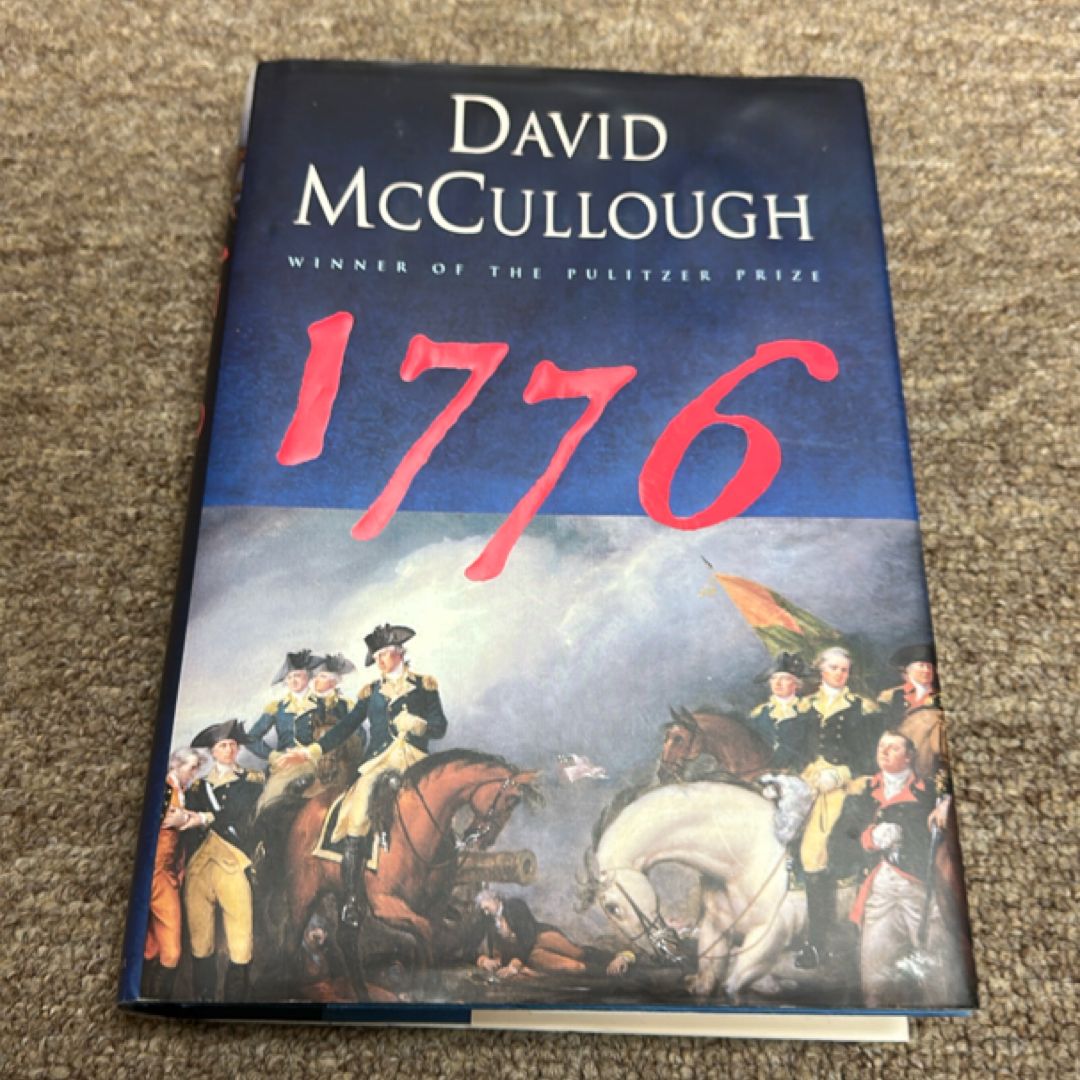 DAVID
MCCULLOUGH
WINNER OF THE PULITZER PRIZE
1776